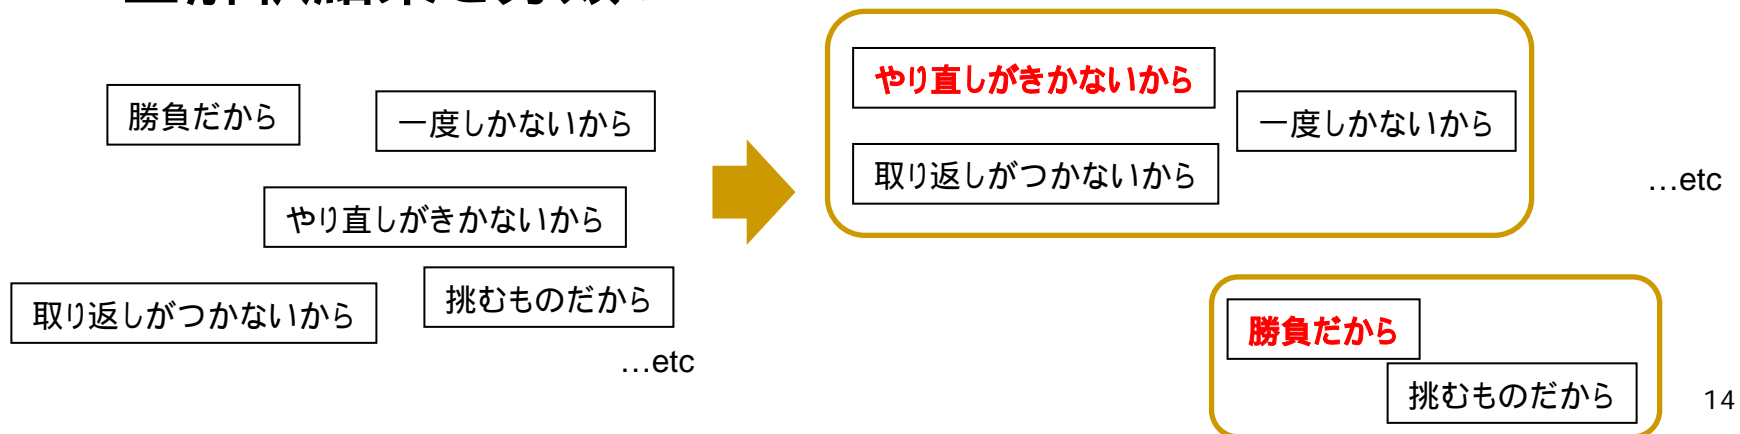 勝負だから
一度しかないから
やり直しがきかないから
取り返しがつかないから
挑むものだから
…etc
やり直しがきかないから
一度しかないから
取り返しがつかないから
…etc
勝負だから
挑むものだから
14